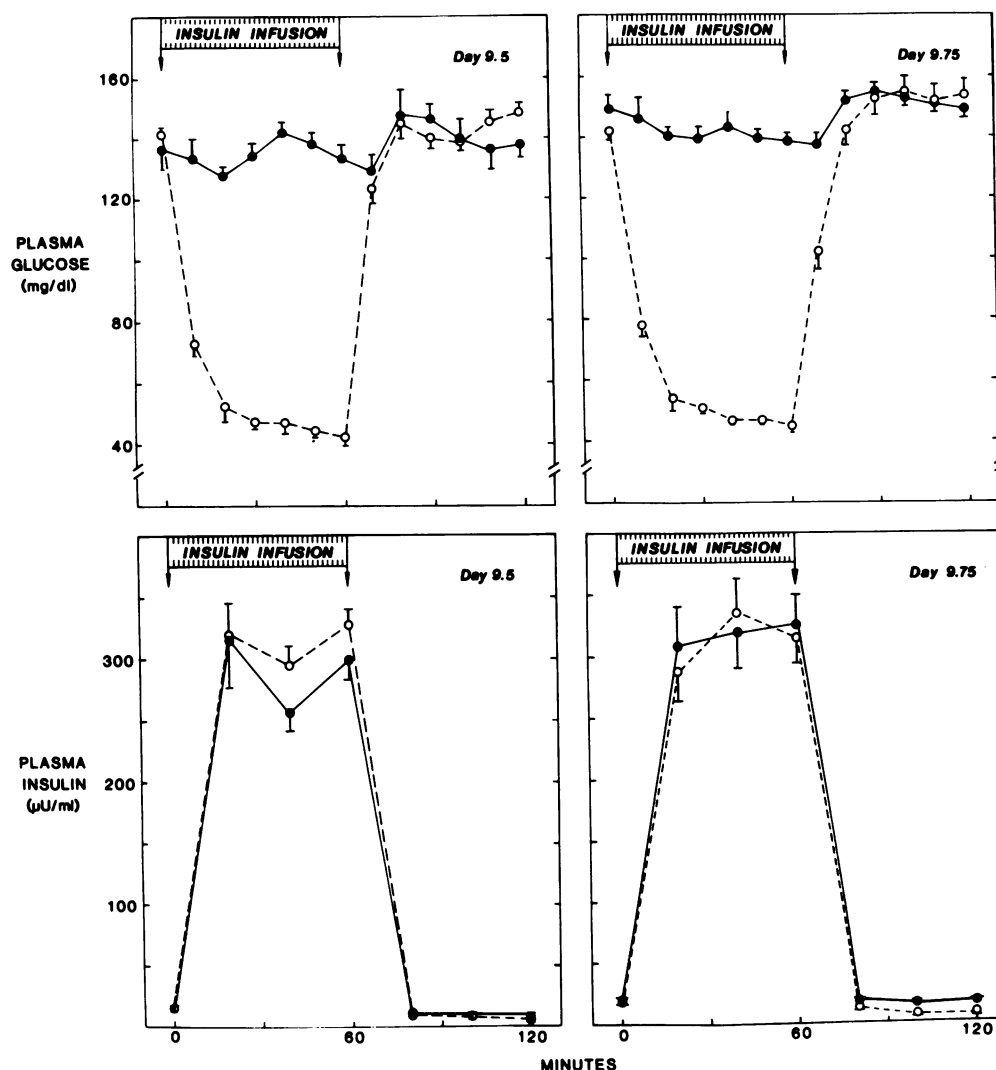 INSULIN INFUSION
Day 9.5
160
120
80
40
PLASMA
GLUCOSE
(mg/dl)
INSULIN INFUSION
Day 9.75
INSULIN INFUSION
Day 9.5
300
200
100
PLASMA
INSULIN
(µU/ml)
0
60
120
INSULIN INFUSION
Day 9.75
0
60
120
MINUTES